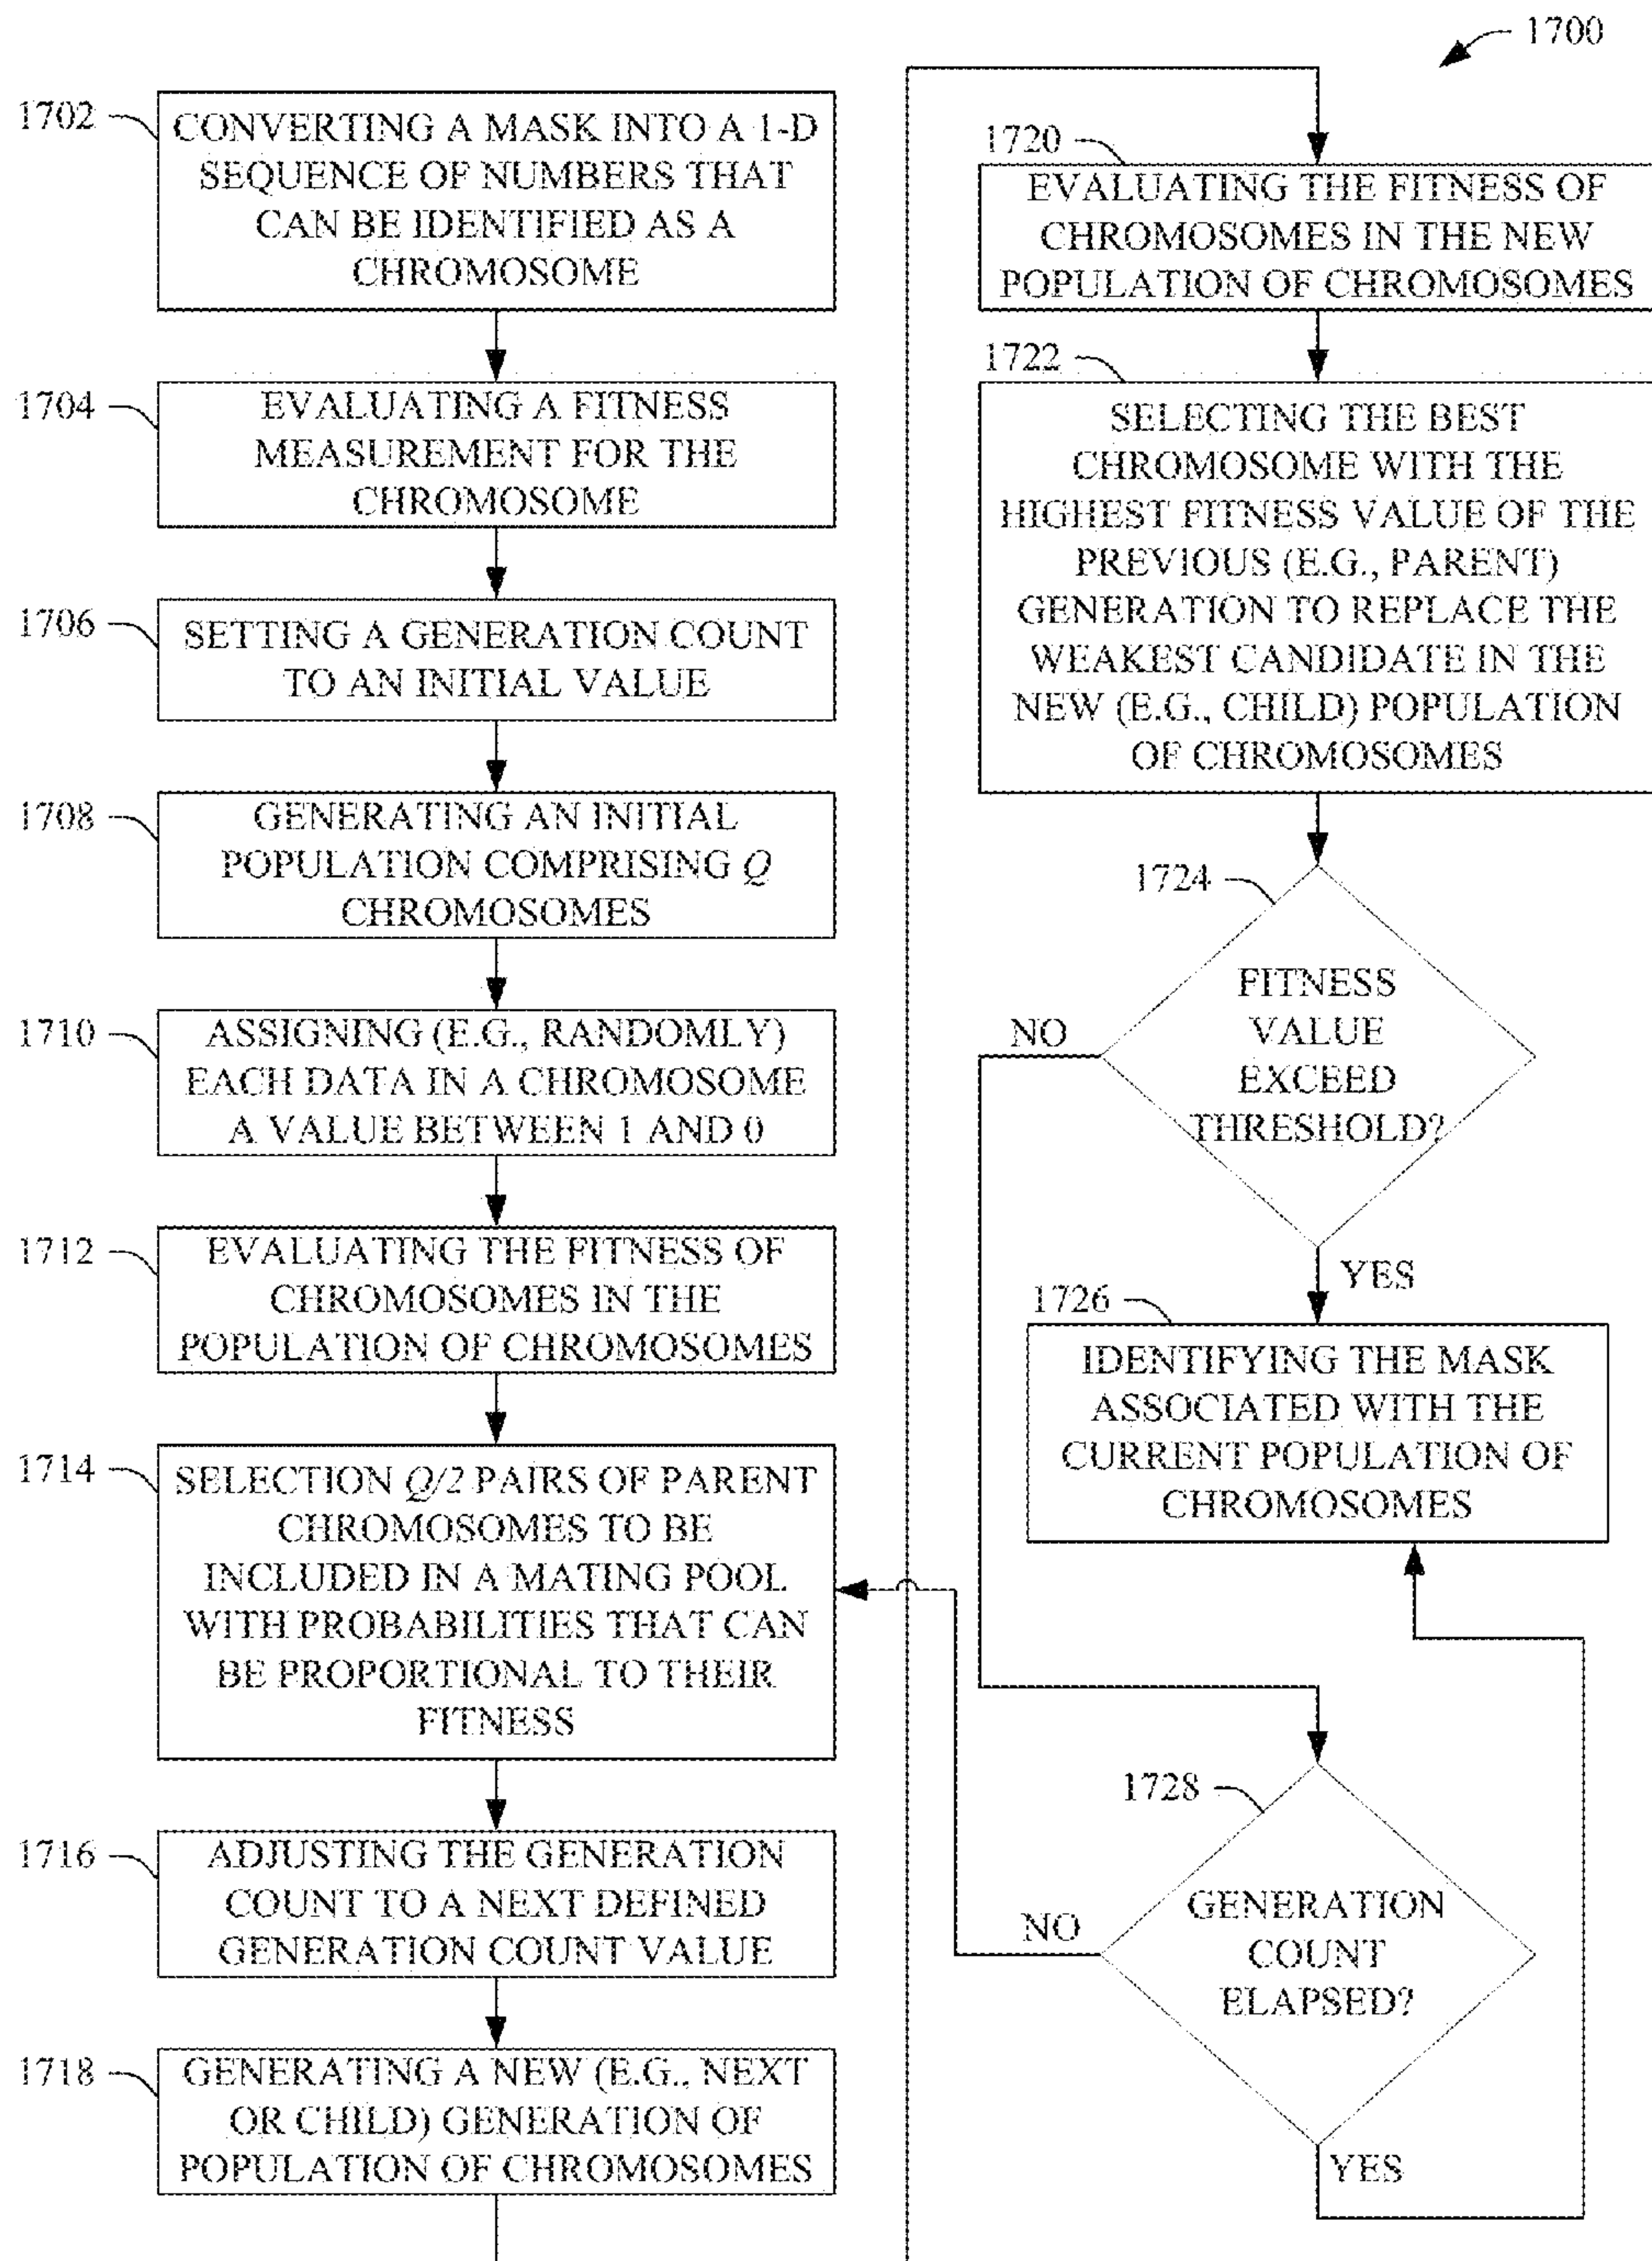 1700
1702
CONVERTING A MASK INTO A 1-D
SEQUENCE OF NUMBERS THAT
CAN BE IDENTIFIED AS A
CHROMOSOME
1704
EVALUATING A FITNESS
MEASUREMENT FOR THE
CHROMOSOME
1706
SETTING A GENERATION COUNT
TO AN INITIAL VALUE
1708
GENERATING AN INITIAL
POPULATION COMPRISING Q
CHROMOSOMES
1710
ASSIGNING (E.G., RANDOMLY)
EACH DATA IN A CHROMOSOME
A VALUE BETWEEN 1 AND 0
1712
EVALUATING THE FITNESS OF
CHROMOSOMES IN THE
POPULATION OF CHROMOSOMES
1714
SELECTION Q/2 PAIRS OF PARENT
CHROMOSOMES TO BE
INCLUDED IN A MATING POOL
WITH PROBABILITIES THAT CAN
BE PROPORTIONAL TO THEIR
FITNESS
1716
ADJUSTING THE GENERATION
COUNT TO A NEXT DEFINED
GENERATION COUNT VALUE
1718
GENERATING A NEW (E.G., NEXT
OR CHILD) GENERATION OF
POPULATION OF CHROMOSOMES
1720
EVALUATING THE FITNESS OF
CHROMOSOMES IN THE NEW
POPULATION OF CHROMOSOMES
1722
SELECTING THE BEST
CHROMOSOME WITH THE
HIGHEST FITNESS VALUE OF THE
PREVIOUS (E.G., PARENT)
GENERATION TO REPLACE THE
WEAKEST CANDIDATE IN THE
NEW (E.G., CHILD) POPULATION
OF CHROMOSOMES
1724
FITNESS
VALUE
EXCEED
THRESHOLD?
NO
YES
1726
IDENTIFYING THE MASK
ASSOCIATED WITH THE
CURRENT POPULATION OF
CHROMOSOMES
1728
GENERATION
COUNT
ELAPSED?
NO
YES